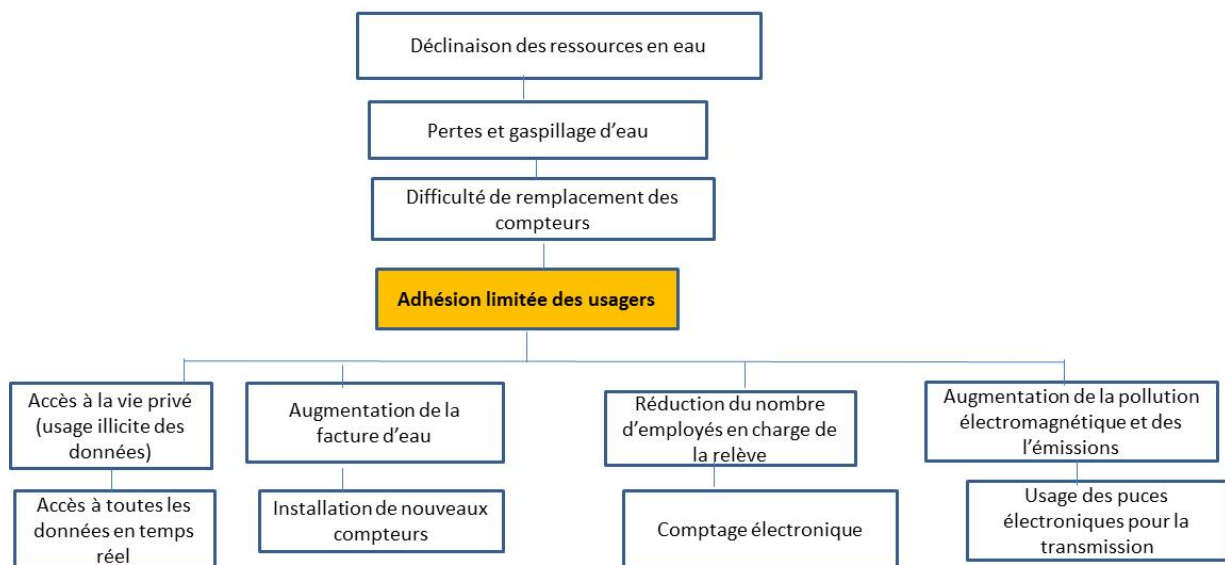 Déclinaison des ressources en eau
Pertes et gaspillage d’eau
Difficulté de remplacement des
compteurs
Adhésion limitée des usagers
Accès à la vie privé
(usage illicite des
données)
Augmentation de la
facture d’eau
Réduction du nombre
d’employés en charge de
la relève
Augmentation de la pollution
électromagnétique et des
l’émissions
Accès à toutes les
données en temps
réel
Installation de nouveaux
compteurs
Comptage électronique
Usage des puces
électroniques pour la
transmission